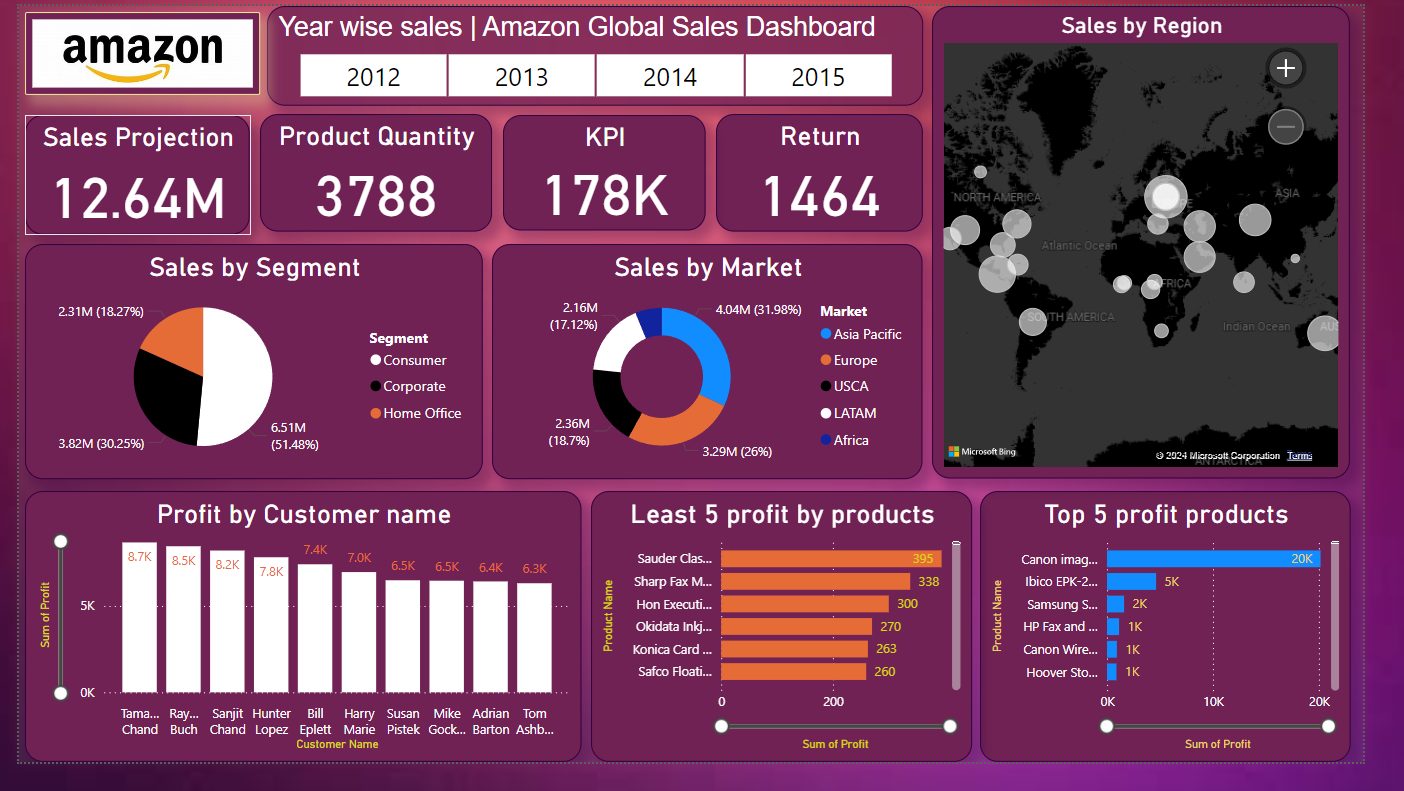 amazon
Year wise sales | Amazon Global Sales Dashboard
2012
2013
2014
2015
Sales Projection
12.64M
Product Quantity
3788
KPI
178K
Return
1464
Sales by Region
NORTH AMERICA
ASIA
Atlantic Ocean
AFRICA
SOUTH AMERICA
Indian Ocean
AUS
Microsoft Bing
© 2024 Microsoft Corporation Terms
ANTARCTICA
Sales by Segment
2.31M (18.27%)
3.82M (30.25%)
6.51M
(51.48%)
Segment
Consumer
Corporate
Home Office
Sales by Market
2.16M
(17.12%)
4.04M (31.98%)
2.36M
(18.7%)
3.29M (26%)
Market
Asia Pacific
Europe
USCA
LATAM
Africa
Profit by Customer name
Sum of Profit
5K
0K
8.7K
8.5K
8.2K
7.8K
7.4K
7.0K
6.5K
6.5K
6.4K
6.3K
Tama...
Chand
Ray...
Buch
Sanjit
Chand
Hunter
Lopez
Bill
Eplett
Harry
Marie
Susan
Pistek
Mike
Gock...
Adrian
Barton
Tom
Ashb...
Customer Name
Least 5 profit by products
Product Name
Sauder Clas... 395
Sharp Fax M... 338
Hon Executi... 300
Okidata Inkj... 270
Konica Card ... 263
Safco Floati... 260
0 200
Sum of Profit
Top 5 profit products
Product Name
Canon imag... 20K
Ibico EPK-2... 5K
Samsung S... 2K
HP Fax and ... 1K
Canon Wire... 1K
Hoover Sto... 1K
0K 10K 20K
Sum of Profit